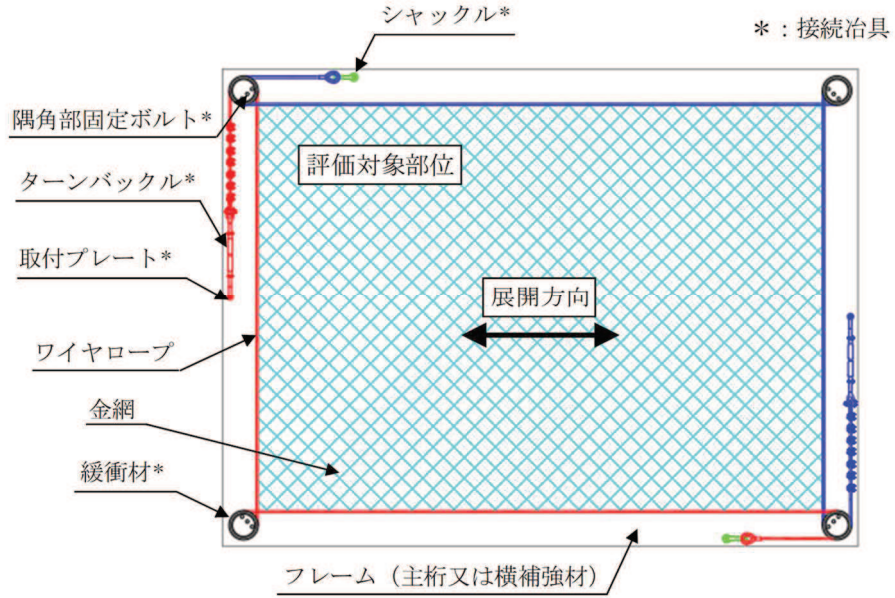 シャックル*
*：接続冶具
隅角部固定ボルト*
評価対象部位
ターンバックル*
取付プレート*
展開方向
ワイヤロープ
金網
緩衝材*
フレーム（主桁又は横補強材）